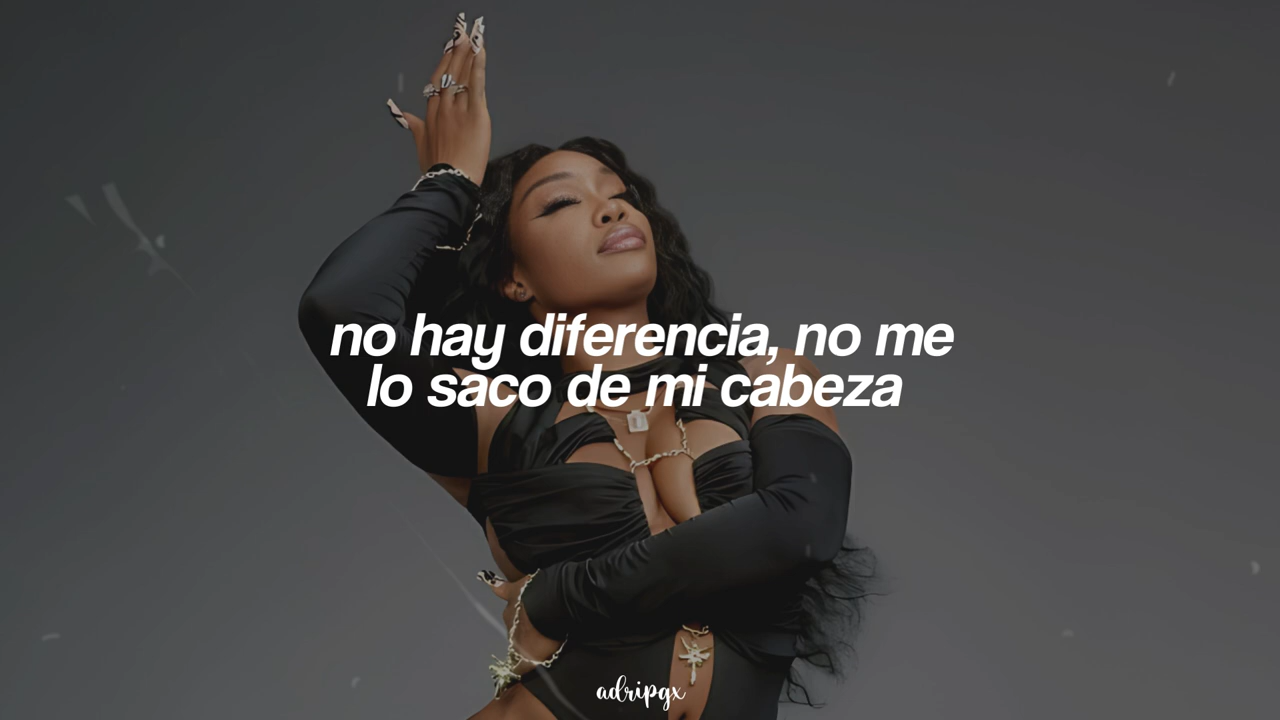 no hay diferencia, no me
lo saco de mi cabeza
adripgx